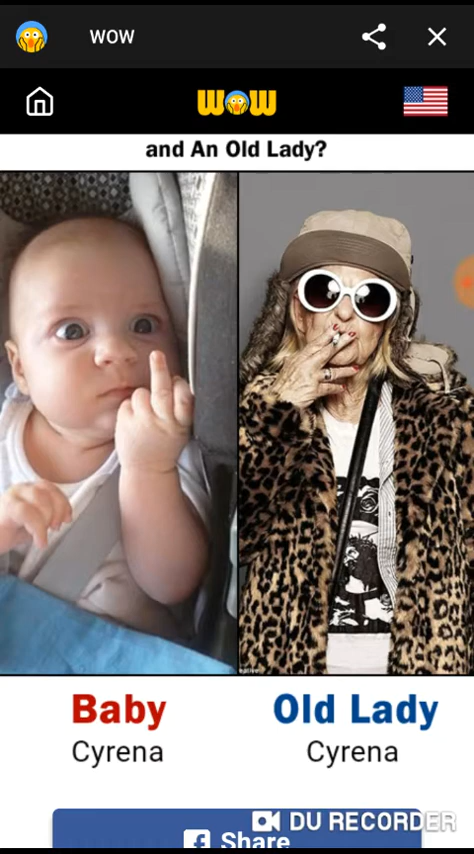 WOW
WOW
and An Old Lady?
Baby
Old Lady
Cyrena
Cyrena
Share
DU RECORDER